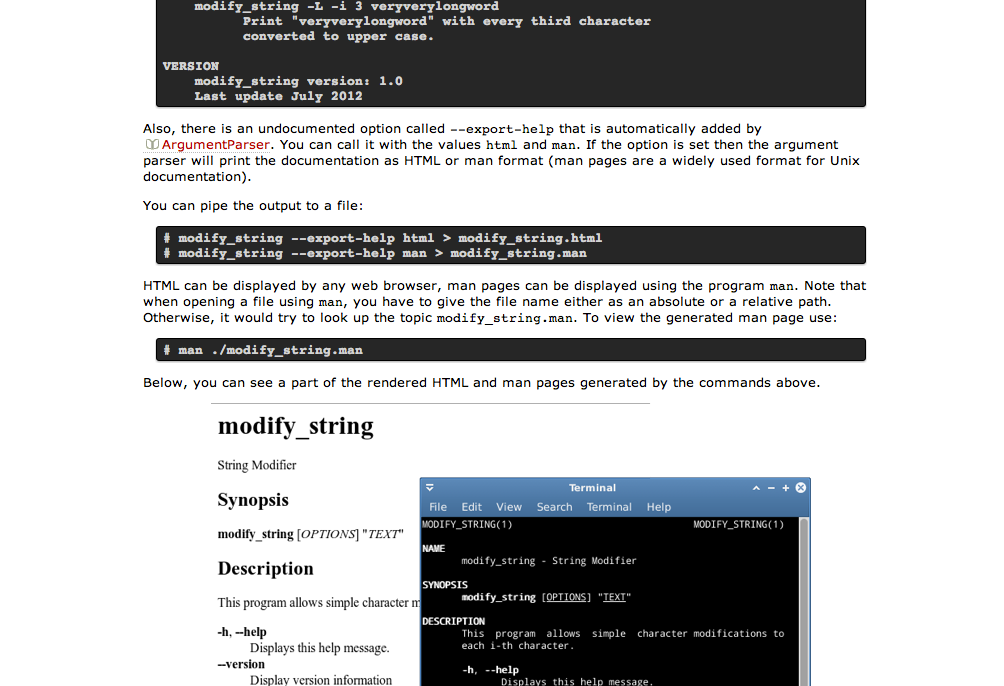 modify_string -L -i 3 veryverylongword
Print "veryverylongword" with every third character
converted to upper case.
VERSION
modify_string version: 1.0
Last update July 2012
Also, there is an undocumented option called --export-help that is automatically added by
ArgumentParser. You can call it with the values html and man. If the option is set then the argument
parser will print the documentation as HTML or man format (man pages are a widely used format for Unix
documentation).
You can pipe the output to a file:
# modify_string --export-help html > modify_string.html
# modify_string --export-help man > modify_string.man
HTML can be displayed by any web browser, man pages can be displayed using the program man. Note that
when opening a file using man, you have to give the file name either as an absolute or a relative path.
Otherwise, it would try to look up the topic modify_string.man. To view the generated man page use:
# man ./modify_string.man
Below, you can see a part of the rendered HTML and man pages generated by the commands above.
modify_string
String Modifier
Synopsis
modify_string [OPTIONS] "TEXT"
Description
This program allows simple character m
-h, --help
Displays this help message.
--version
Display version information
Terminal
File Edit View Search Terminal Help
MODIFY_STRING(1) MODIFY_STRING(1)
NAME
modify_string - String Modifier
SYNOPSIS
modify_string [OPTIONS] "TEXT"
DESCRIPTION
This program allows simple character modifications to
each i-th character.
-h, --help
Displays this help message.